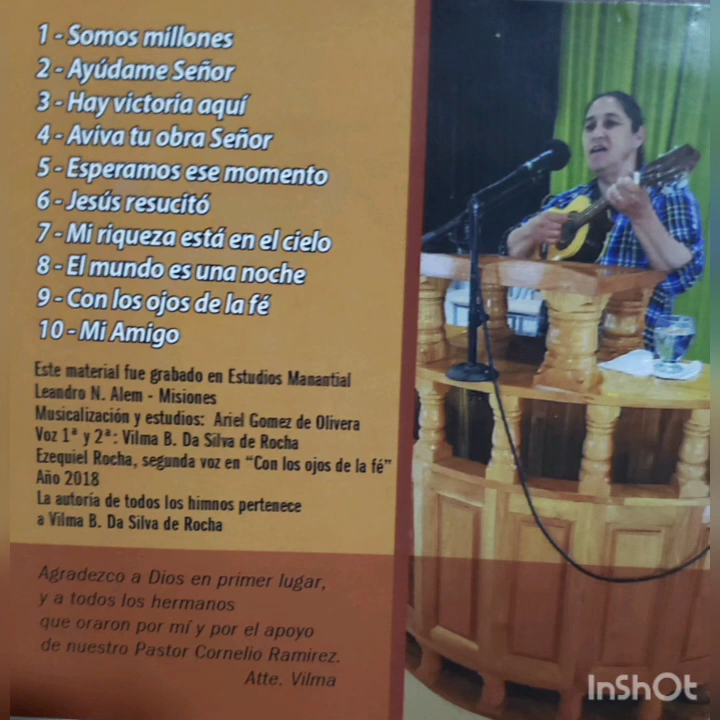 1 - Somos millones
2 - Ayúdame Señor
3 - Hay victoria aquí
4 - Aviva tu obra Señor
5 - Esperamos ese momento
6 - Jesús resucitó
7 - Mi riqueza está en el cielo
8 - El mundo es una noche
9 - Con los ojos de la fé
10 - Mi Amigo
Este material fue grabado en Estudios Manantial
Leandro N. Alem - Misiones
Musicalización y estudios: Ariel Gomez de Olivera
Voz 1ª y 2ª: Vilma B. Da Silva de Rocha
Ezequiel Rocha, segunda voz en "Con los ojos de la fé"
Año 2018
La autoría de todos los himnos pertenece
a Vilma B. Da Silva de Rocha
Agradezco a Dios en primer lugar,
y a todos los hermanos
que oraron por mí y por el apoyo
de nuestro Pastor Cornelio Ramirez.
Atte. Vilma
InShOt